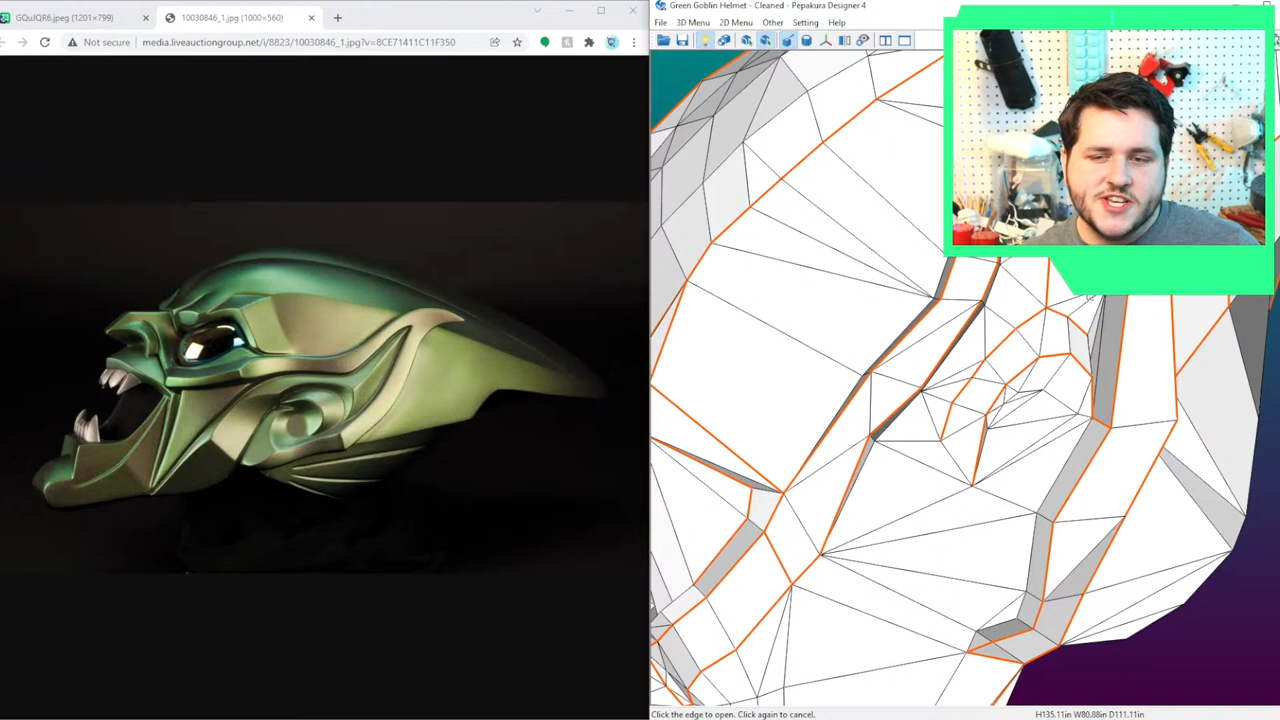 GQuJQR6.jpeg (1201×799)
10030846_1.jpg (1000×560)
Not secure
media.liveauctiongroup.net/i/8823/10030846_1.jpg?v=8CE71411C11F350
Green Goblin Helmet - Cleaned - Pepakura Designer 4
File 3D Menu 2D Menu Other Settings Help
Click the edge to open. Click again to cancel.
H135.11in W80.88in D111.11in